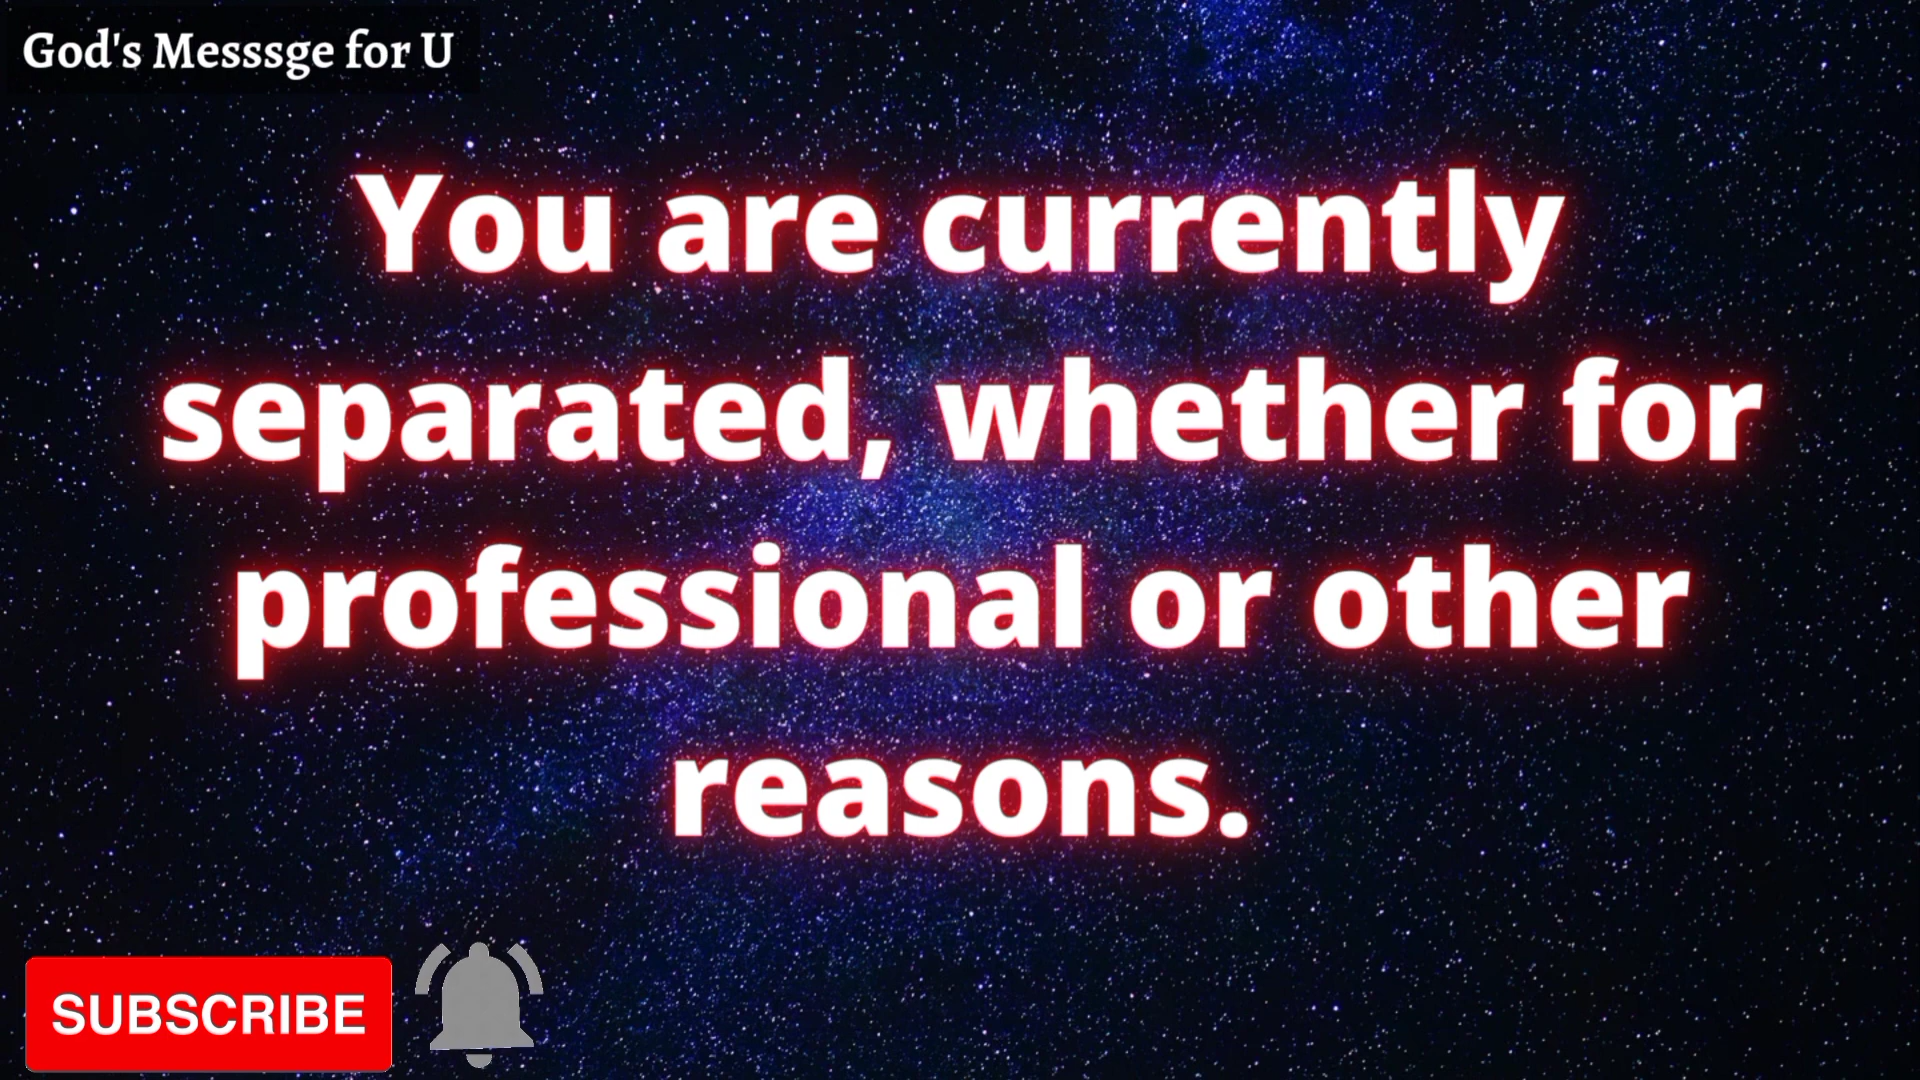 God's Messsge for U
You are currently
separated, whether for
professional or other
reasons.
SUBSCRIBE